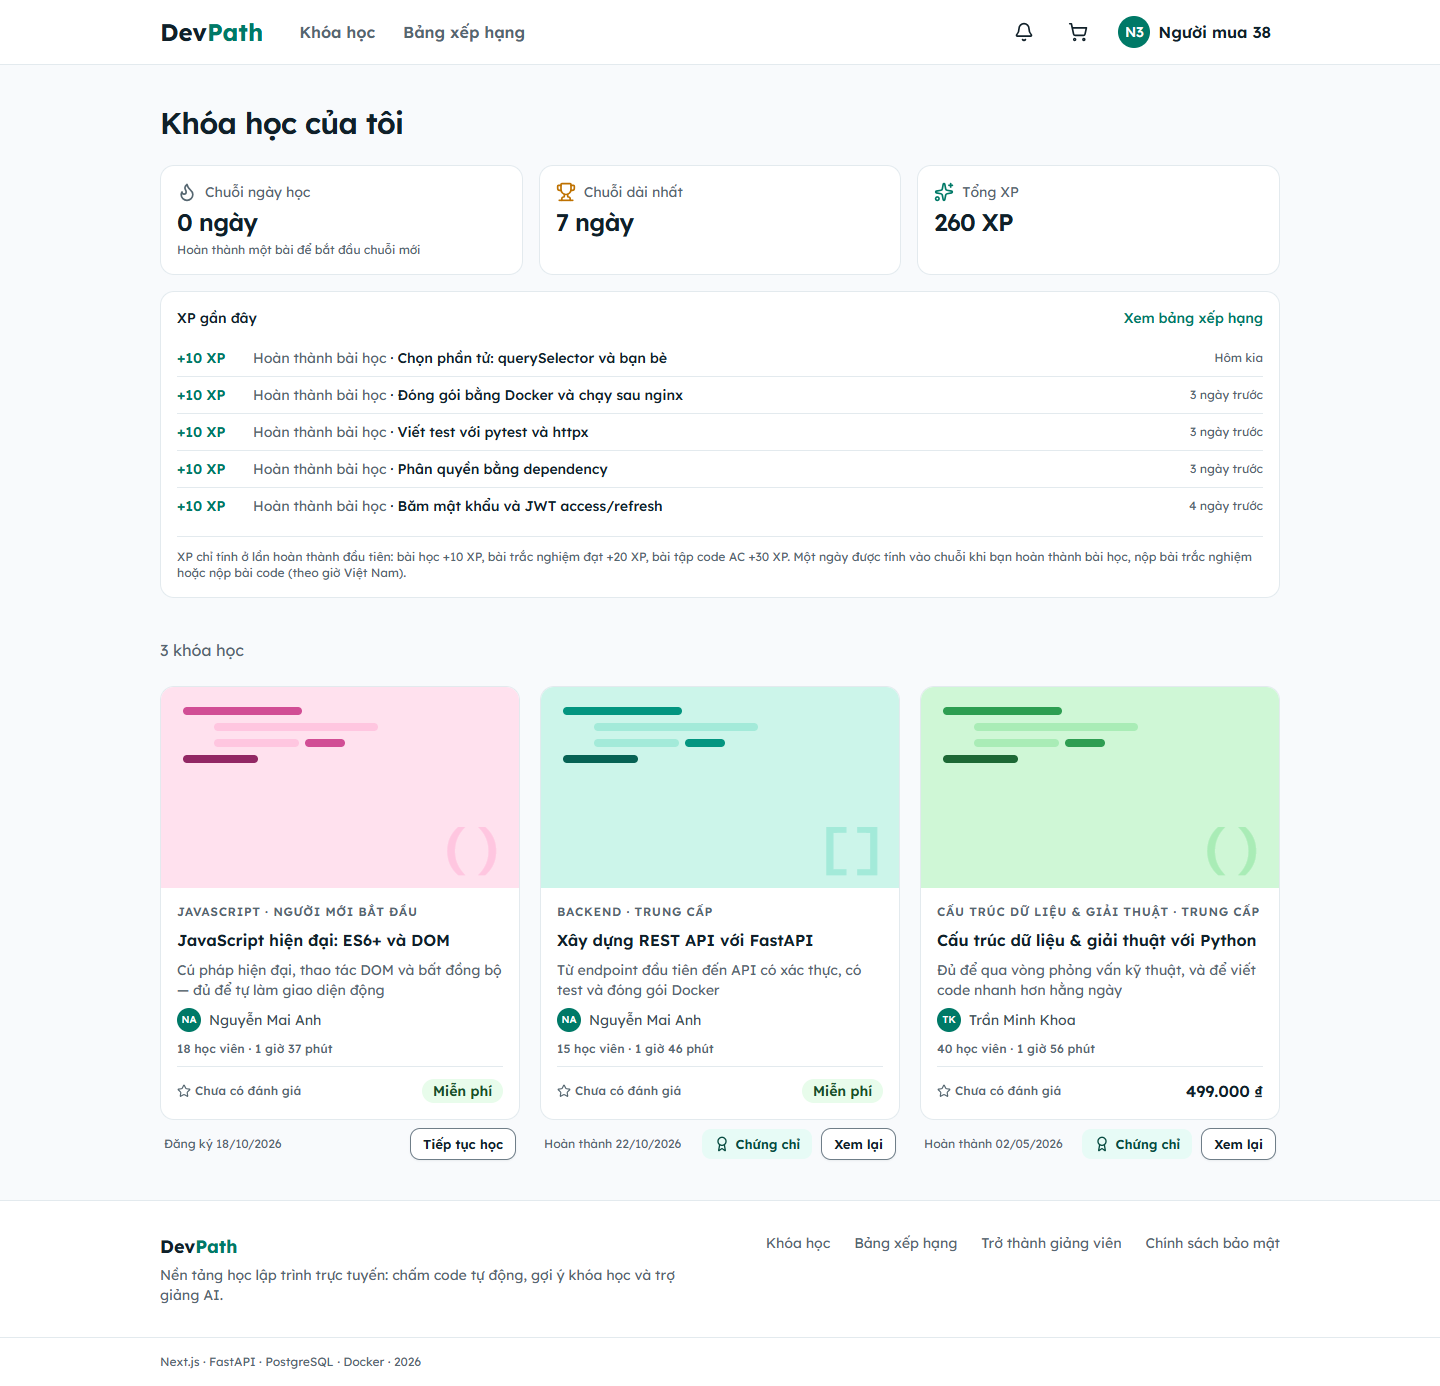 DevPath
Khóa học
Bảng xếp hạng
N3
Người mua 38
Khóa học của tôi
Chuỗi ngày học
0 ngày
Hoàn thành một bài để bắt đầu chuỗi mới
Chuỗi dài nhất
7 ngày
Tổng XP
260 XP
XP gần đây
Xem bảng xếp hạng
+10 XP Hoàn thành bài học · Chọn phần tử: querySelector và bạn bè Hôm kia
+10 XP Hoàn thành bài học · Đóng gói bằng Docker và chạy sau nginx 3 ngày trước
+10 XP Hoàn thành bài học · Viết test với pytest và httpx 3 ngày trước
+10 XP Hoàn thành bài học · Phân quyền bằng dependency 3 ngày trước
+10 XP Hoàn thành bài học · Băm mật khẩu và JWT access/refresh 4 ngày trước
XP chỉ tính ở lần hoàn thành đầu tiên: bài học +10 XP, bài trắc nghiệm đạt +20 XP, bài tập code AC +30 XP. Một ngày được tính vào chuỗi khi bạn hoàn thành bài học, nộp bài trắc nghiệm
hoặc nộp bài code (theo giờ Việt Nam).
3 khóa học
( )
JAVASCRIPT · NGƯỜI MỚI BẮT ĐẦU
JavaScript hiện đại: ES6+ và DOM
Cú pháp hiện đại, thao tác DOM và bất đồng bộ
— đủ để tự làm giao diện động
NA Nguyễn Mai Anh
18 học viên · 1 giờ 37 phút
Chưa có đánh giá
Miễn phí
Đăng ký 18/10/2026
Tiếp tục học
[ ]
BACKEND · TRUNG CẤP
Xây dựng REST API với FastAPI
Từ endpoint đầu tiên đến API có xác thực, có
test và đóng gói Docker
NA Nguyễn Mai Anh
15 học viên · 1 giờ 46 phút
Chưa có đánh giá
Miễn phí
Hoàn thành 22/10/2026
Chứng chỉ
Xem lại
( )
CẤU TRÚC DỮ LIỆU & GIẢI THUẬT · TRUNG CẤP
Cấu trúc dữ liệu & giải thuật với Python
Đủ để qua vòng phỏng vấn kỹ thuật, và để viết
code nhanh hơn hằng ngày
TK Trần Minh Khoa
40 học viên · 1 giờ 56 phút
Chưa có đánh giá
499.000 ₫
Hoàn thành 02/05/2026
Chứng chỉ
Xem lại
DevPath
Nền tảng học lập trình trực tuyến: chấm code tự động, gợi ý khóa học và trợ
giảng AI.
Khóa học
Bảng xếp hạng
Trở thành giảng viên
Chính sách bảo mật
Next.js · FastAPI · PostgreSQL · Docker · 2026